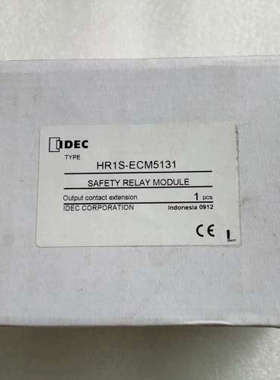 IDEC
TYPE
HR1S-ECM5131
SAFETY RELAY MODULE
Output contact extension 1 pcs
IDEC CORPORATION Indonesia 0912
CE L